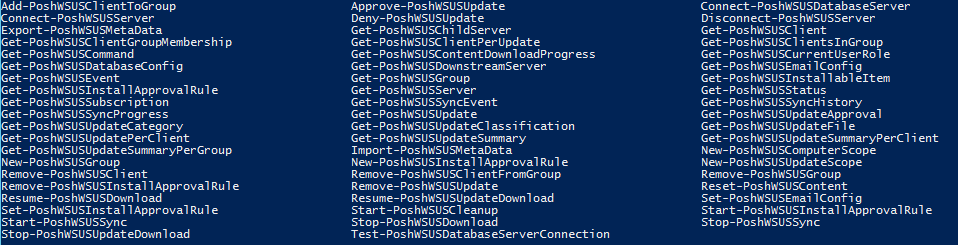 Add-PoshWSUSClientToGroup Approve-PoshWSUSUpdate Connect-PoshWSUSDatabaseServer
Connect-PoshWSUSServer Deny-PoshWSUSUpdate Disconnect-PoshWSUSServer
Export-PoshWSUSMetaData Get-PoshWSUSChildServer Get-PoshWSUSClient
Get-PoshWSUSClientGroupMembership Get-PoshWSUSClientPerUpdate Get-PoshWSUSClientsInGroup
Get-PoshWSUSCommand Get-PoshWSUSContentDownloadProgress Get-PoshWSUSCurrentUserRole
Get-PoshWSUSDatabaseConfig Get-PoshWSUSDownstreamServer Get-PoshWSUSEmailConfig
Get-PoshWSUSEvent Get-PoshWSUSGroup Get-PoshWSUSInstallableItem
Get-PoshWSUSInstallApprovalRule Get-PoshWSUSServer Get-PoshWSUSStatus
Get-PoshWSUSSubscription Get-PoshWSUSSyncEvent Get-PoshWSUSSyncHistory
Get-PoshWSUSSyncProgress Get-PoshWSUSUpdate Get-PoshWSUSUpdateApproval
Get-PoshWSUSUpdateCategory Get-PoshWSUSUpdateClassification Get-PoshWSUSUpdateFile
Get-PoshWSUSUpdatePerClient Get-PoshWSUSUpdateSummary Get-PoshWSUSUpdateSummaryPerClient
Get-PoshWSUSUpdateSummaryPerGroup Import-PoshWSUSMetaData New-PoshWSUSComputerScope
New-PoshWSUSGroup New-PoshWSUSInstallApprovalRule New-PoshWSUSUpdateScope
Remove-PoshWSUSClient Remove-PoshWSUSClientFromGroup Remove-PoshWSUSGroup
Remove-PoshWSUSInstallApprovalRule Remove-PoshWSUSUpdate Reset-PoshWSUSContent
Resume-PoshWSUSDownload Resume-PoshWSUSUpdateDownload Set-PoshWSUSEmailConfig
Set-PoshWSUSInstallApprovalRule Start-PoshWSUSCleanup Start-PoshWSUSInstallApprovalRule
Start-PoshWSUSSync Stop-PoshWSUSDownload Stop-PoshWSUSSync
Stop-PoshWSUSUpdateDownload Test-PoshWSUSDatabaseServerConnection